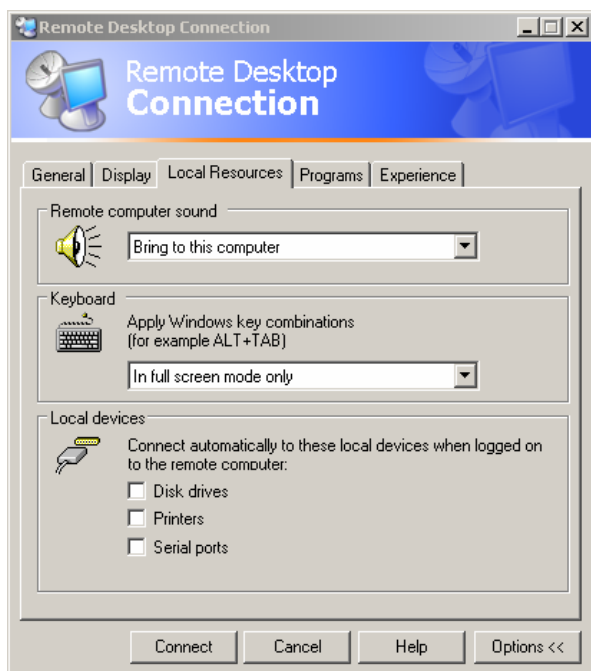 Remote Desktop Connection
Remote Desktop
Connection
General Display Local Resources Programs Experience
Remote computer sound
Bring to this computer
Keyboard
Apply Windows key combinations
(for example ALT+TAB)
In full screen mode only
Local devices
Connect automatically to these local devices when logged on
to the remote computer:
Disk drives
Printers
Serial ports
Connect Cancel Help Options <<